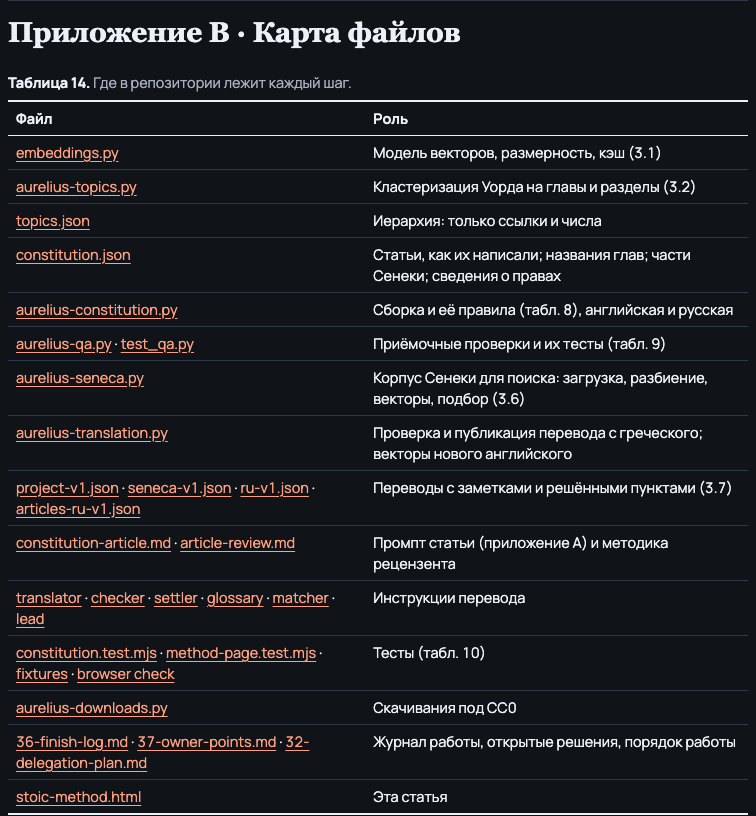 Приложение B · Карта файлов
Таблица 14. Где в репозитории лежит каждый шаг.
Файл Роль
embeddings.py Модель векторов, размерность, кэш (3.1)
aurelius-topics.py Кластеризация Уорда на главы и разделы (3.2)
topics.json Иерархия: только ссылки и числа
constitution.json Статьи, как их написали; названия глав; части
Сенеки; сведения о правах
aurelius-constitution.py Сборка и её правила (табл. 8), английская и русская
aurelius-qa.py · test_qa.py Приёмочные проверки и их тесты (табл. 9)
aurelius-seneca.py Корпус Сенеки для поиска: загрузка, разбиение,
векторы, подбор (3.6)
aurelius-translation.py Проверка и публикация перевода с греческого;
векторы нового английского
project-v1.json · seneca-v1.json · ru-v1.json · Переводы с заметками и решёнными пунктами (3.7)
articles-ru-v1.json
constitution-article.md · article-review.md Промпт статьи (приложение A) и методика
рецензента
translator · checker · settler · glossary · matcher · Инструкции перевода
lead
constitution.test.mjs · method-page.test.mjs · Тесты (табл. 10)
fixtures · browser check
aurelius-downloads.py Скачивания под CC0
36-finish-log.md · 37-owner-points.md · 32- Журнал работы, открытые решения, порядок работы
delegation-plan.md
stoic-method.html Эта статья